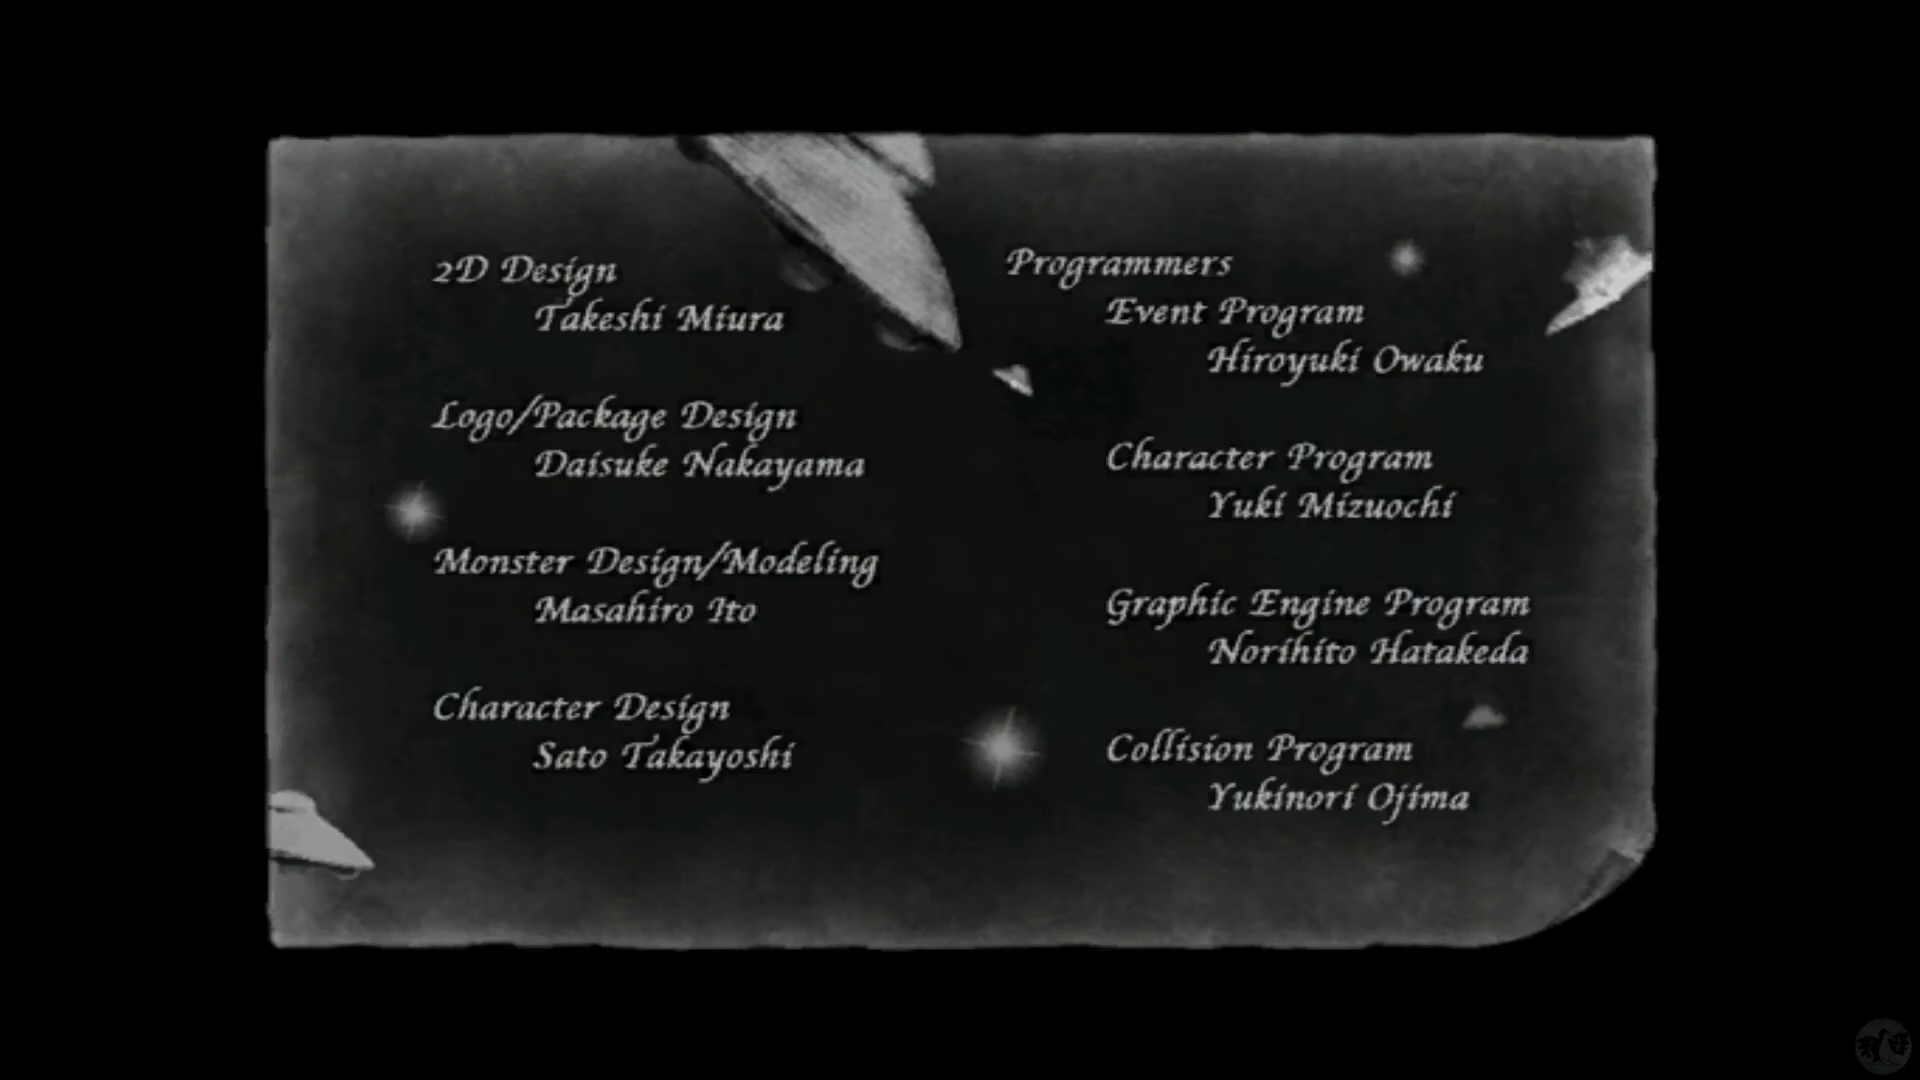 2D Design
Takeshi Miura
Logo/Package Design
Daisuke Nakayama
Monster Design/Modeling
Masahiro Ito
Character Design
Sato Takayoshi
Programmers
Event Program
Hiroyuki Owaku
Character Program
Yuki Mizuochi
Graphic Engine Program
Norihito Hatakeda
Collision Program
Yukinori Ojima